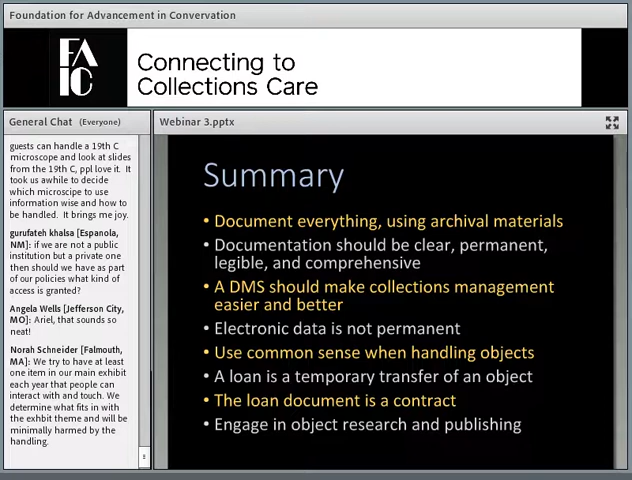 Foundation for Advancement in Convervation
FA
IC
Connecting to
Collections Care
General Chat (Everyone)
guests can handle a 19th C
microscope and look at slides
from the 19th C, ppl love it. It
took us awhile to decide
which microscipe to use
information wise and how to
be handled. It brings me joy.
gurufateh khalsa [Espanola,
NM]: if we are not a public
institution but a private one
then should we have as part
of our policies what kind of
access is granted?
Angela Wells [Jefferson City,
MO]: Ariel, that sounds so
neat!
Norah Schneider [Falmouth,
MA]: We try to have at least
one item in our main exhibit
each year that people can
interact with and touch. We
determine what fits in with
the exhbit theme and will be
minimally harmed by the
handling.
Webinar 3.pptx
Summary
• Document everything, using archival materials
• Documentation should be clear, permanent,
legible, and comprehensive
• A DMS should make collections management
easier and better
• Electronic data is not permanent
• Use common sense when handling objects
• A loan is a temporary transfer of an object
• The loan document is a contract
• Engage in object research and publishing